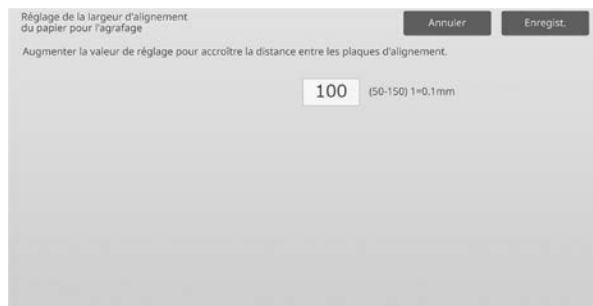 Réglage de la largeur d'alignement
du papier pour l'agrafage
Annuler
Enregist.
Augmenter la valeur de réglage pour accroître la distance entre les plaques d'alignement.
100 (50-150) 1=0.1mm